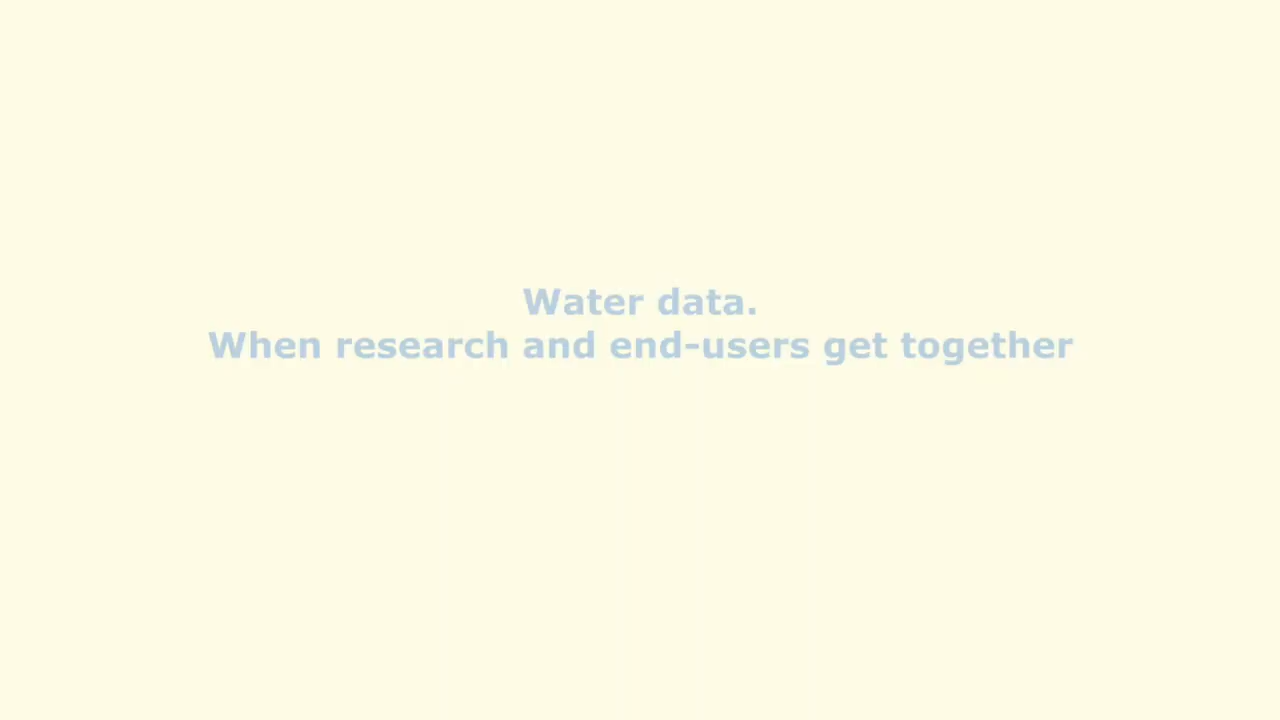 Water data.
When research and end-users get together